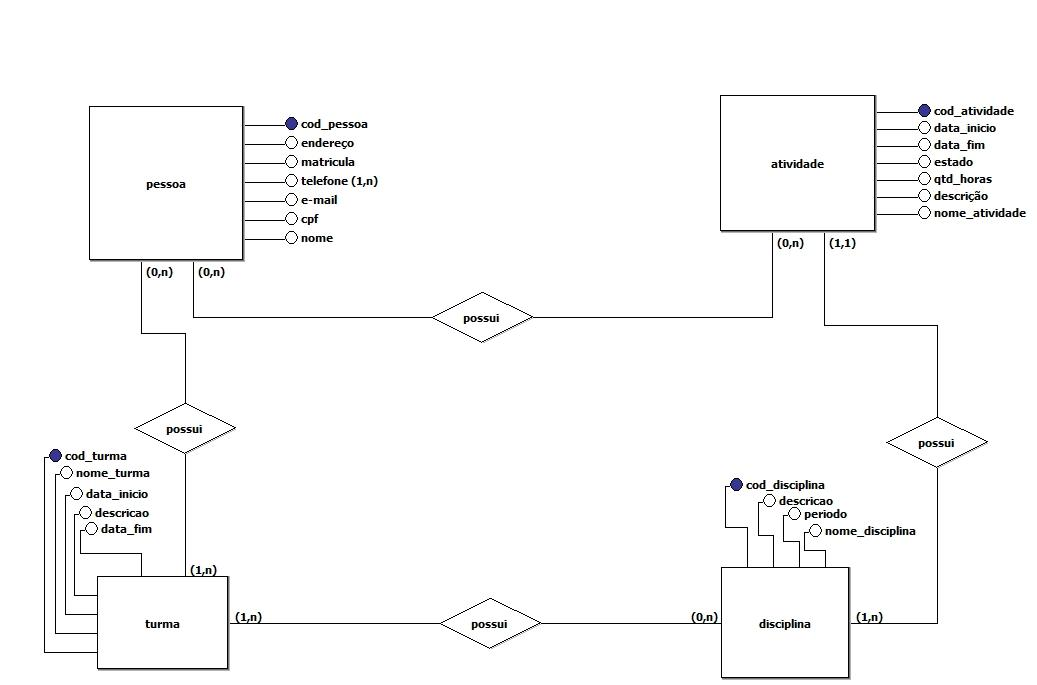 pessoa
cod_pessoa
endereço
matricula
telefone (1,n)
e-mail
cpf
nome
atividade
cod_atividade
data_inicio
data_fim
estado
qtd_horas
descrição
nome_atividade
(0,n)
(0,n)
(0,n)
(1,1)
possui
possui
possui
cod_turma
nome_turma
data_inicio
descricao
data_fim
cod_disciplina
descricao
periodo
nome_disciplina
(1,n)
turma
(1,n)
possui
(0,n)
disciplina
(1,n)